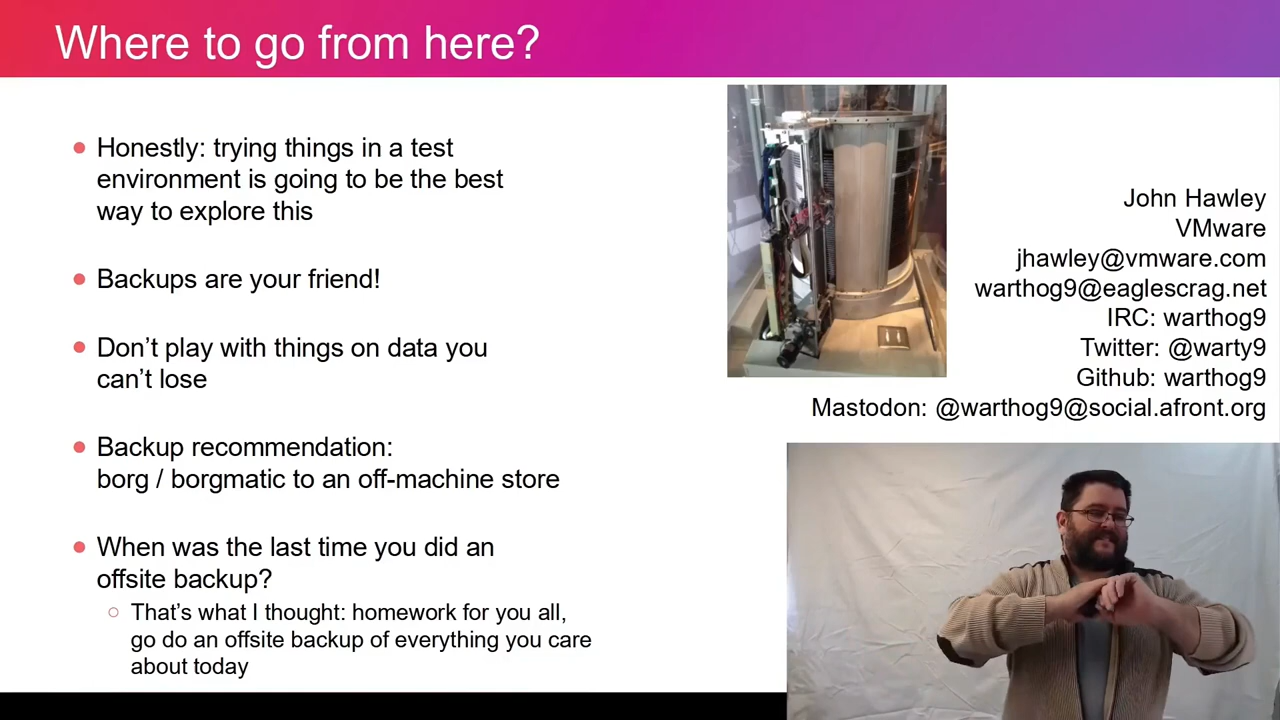 Where to go from here?
Honestly: trying things in a test
environment is going to be the best
way to explore this
Backups are your friend!
Don’t play with things on data you
can’t lose
Backup recommendation:
borg / borgmatic to an off-machine store
When was the last time you did an
offsite backup?
That’s what I thought: homework for you all,
go do an offsite backup of everything you care
about today
John Hawley
VMware
jhawley@vmware.com
warthog9@eaglescrag.net
IRC: warthog9
Twitter: @warty9
Github: warthog9
Mastodon: @warthog9@social.afront.org